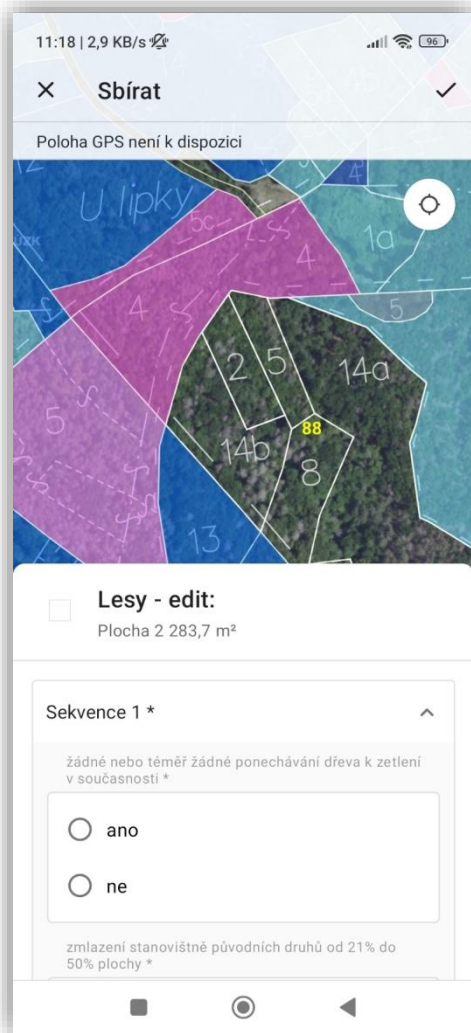 11:18 | 2,9 KB/s
96
Sbírat
Poloha GPS není k dispozici
12
4
U lipky
5c
1a
4
4
5
2
5
14a
5
88
14b
8
13
Lesy - edit:
Plocha 2 283,7 m²
Sekvence 1 *
žádné nebo téměř žádné ponechávání dřeva k zetlení
v současnosti *
ano
ne
zmlazení stanovištně původních druhů od 21% do
50% plochy *